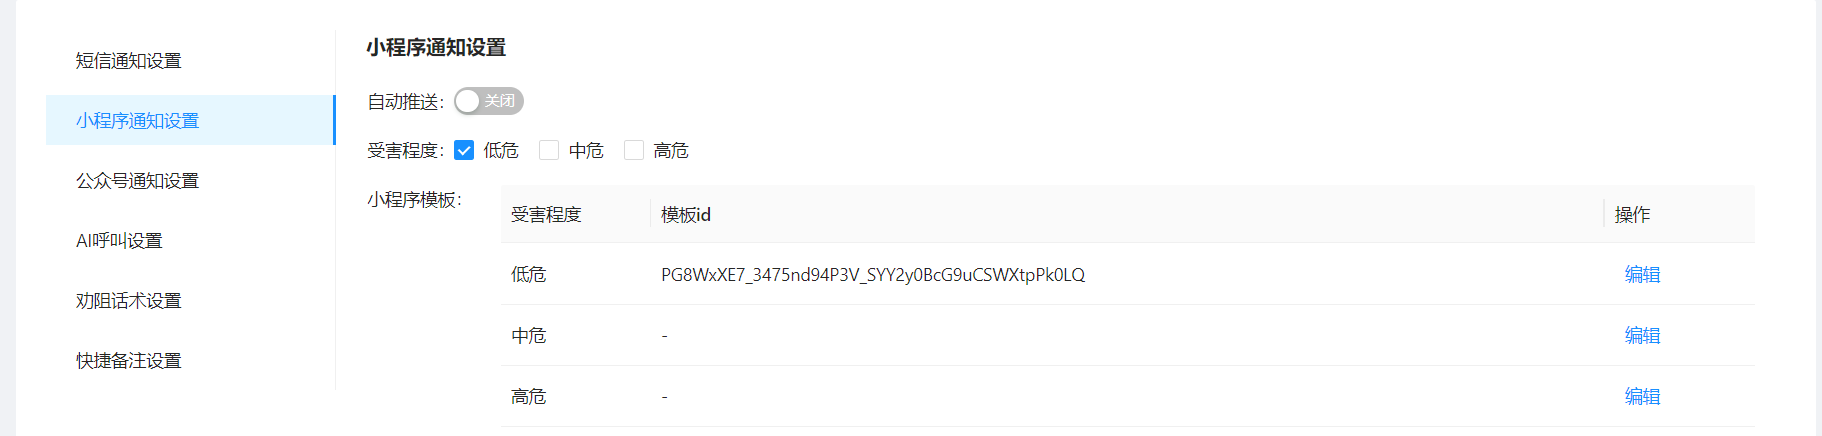 短信通知设置
小程序通知设置
公众号通知设置
AI呼叫设置
劝阻话术设置
快捷备注设置
小程序通知设置
自动推送: 关闭
受害程度: 低危 中危 高危
小程序模板:
受害程度 模板id 操作
低危 PG8WxXE7_3475nd94P3V_SYY2y0BcG9uCSWXtpPk0LQ 编辑
中危 - 编辑
高危 - 编辑